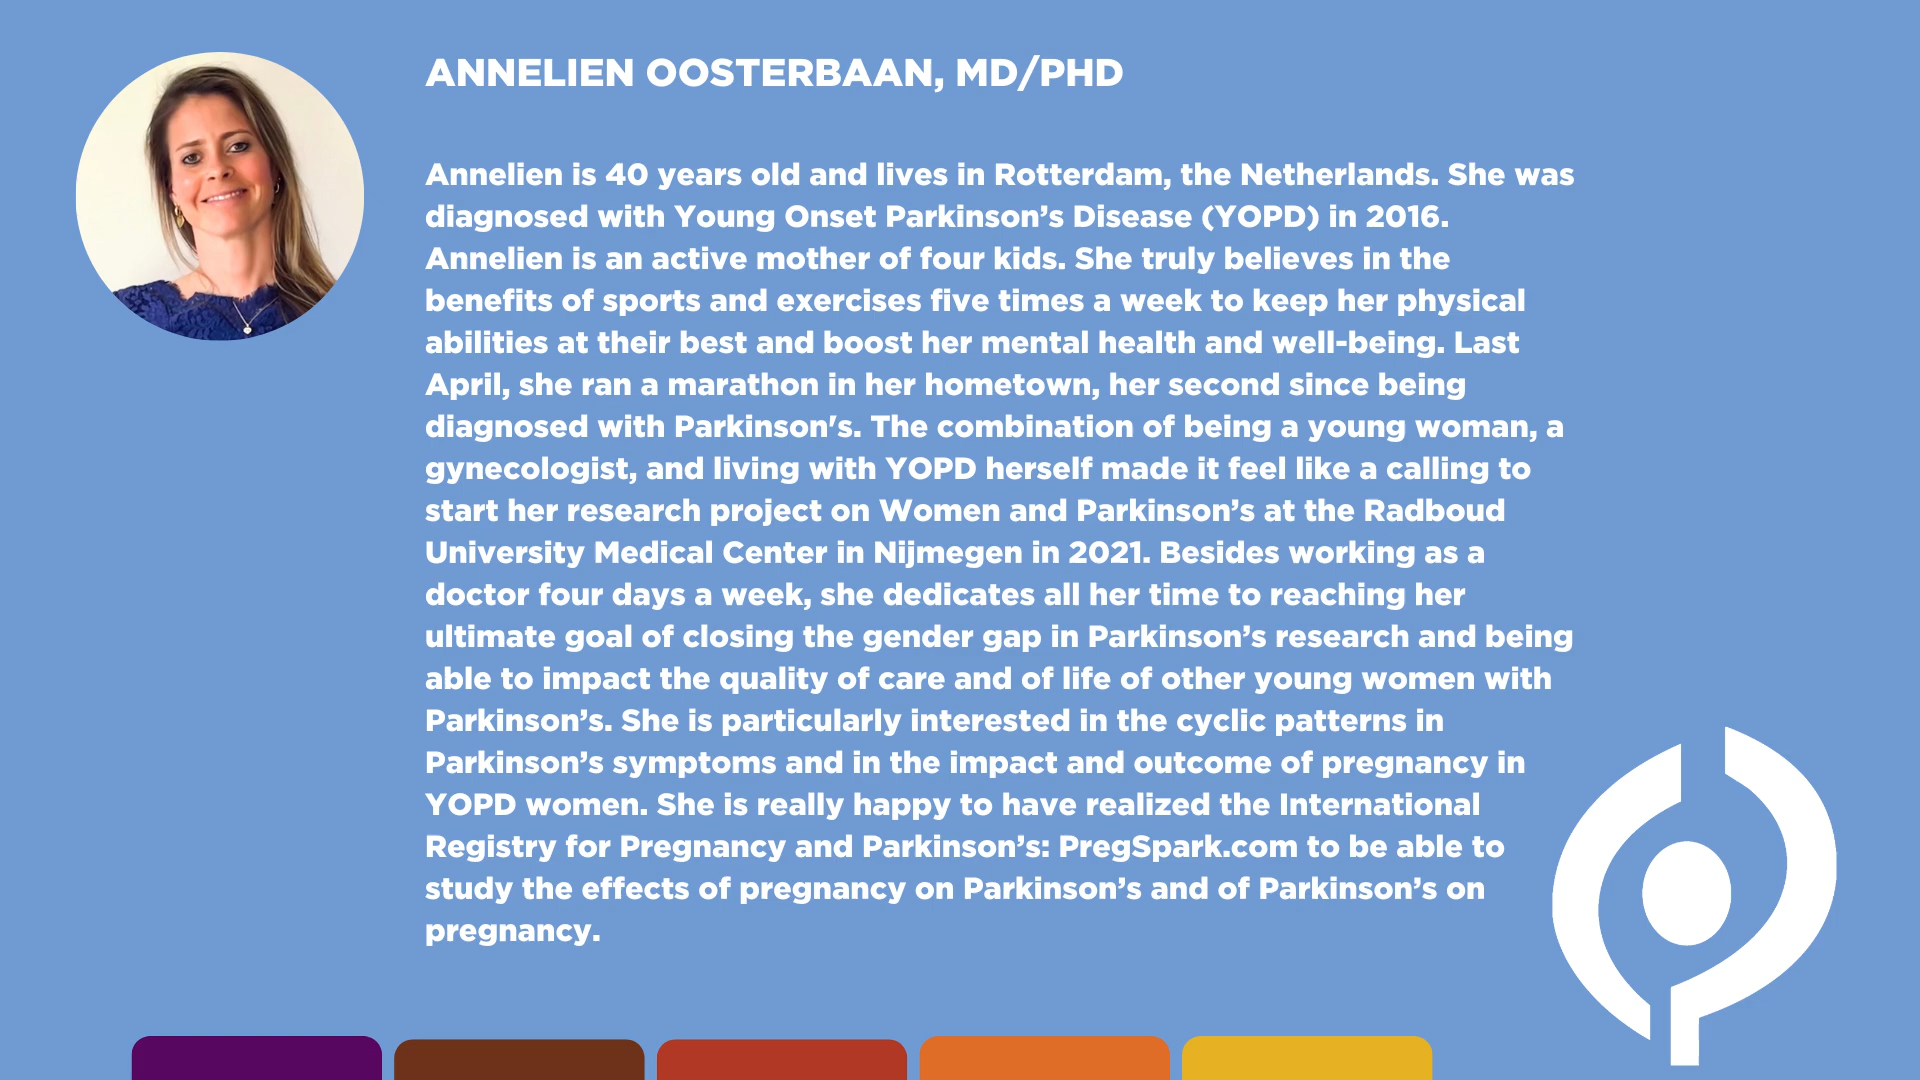 ANNELIEN OOSTERBAAN, MD/PHD
Annelien is 40 years old and lives in Rotterdam, the Netherlands. She was
diagnosed with Young Onset Parkinson’s Disease (YOPD) in 2016.
Annelien is an active mother of four kids. She truly believes in the
benefits of sports and exercises five times a week to keep her physical
abilities at their best and boost her mental health and well-being. Last
April, she ran a marathon in her hometown, her second since being
diagnosed with Parkinson's. The combination of being a young woman, a
gynecologist, and living with YOPD herself made it feel like a calling to
start her research project on Women and Parkinson’s at the Radboud
University Medical Center in Nijmegen in 2021. Besides working as a
doctor four days a week, she dedicates all her time to reaching her
ultimate goal of closing the gender gap in Parkinson’s research and being
able to impact the quality of care and of life of other young women with
Parkinson’s. She is particularly interested in the cyclic patterns in
Parkinson’s symptoms and in the impact and outcome of pregnancy in
YOPD women. She is really happy to have realized the International
Registry for Pregnancy and Parkinson’s: PregSpark.com to be able to
study the effects of pregnancy on Parkinson’s and of Parkinson’s on
pregnancy.